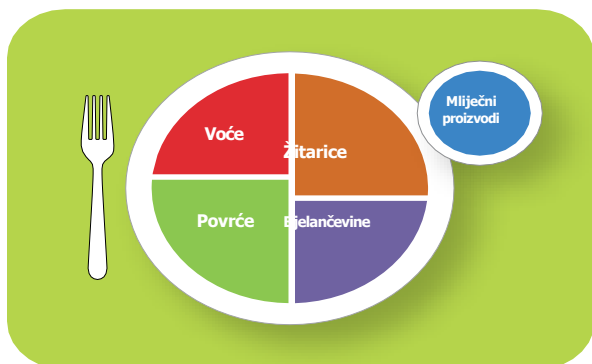 Voće
Žitarice
Mliječni
proizvodi
Povrće
Bjelančevine